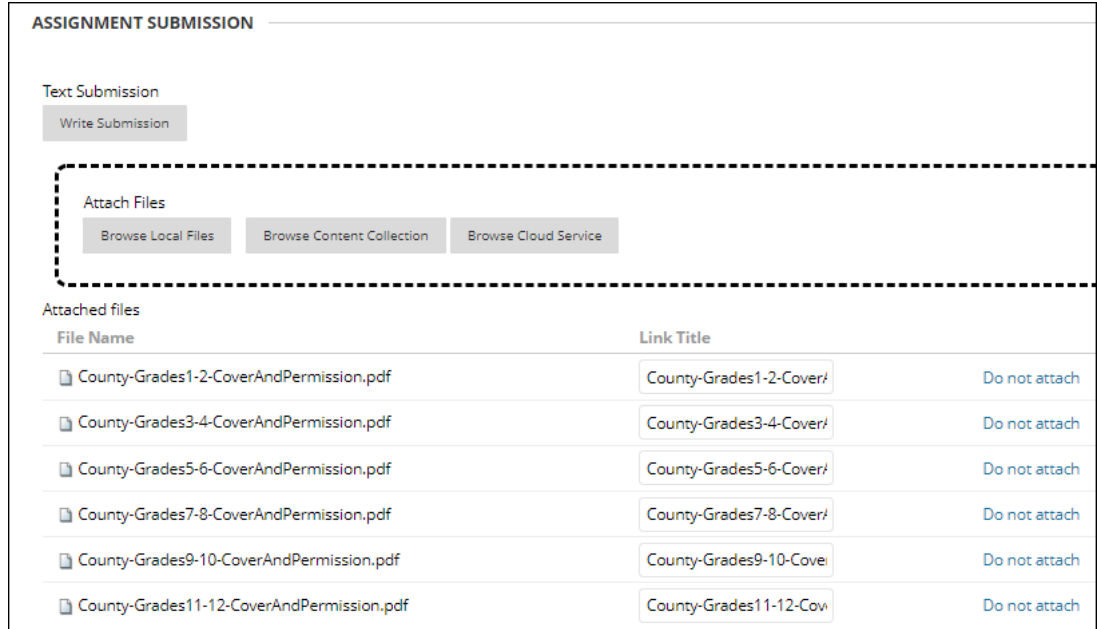 ASSIGNMENT SUBMISSION
Text Submission
Write Submission
Attach Files
Browse Local Files Browse Content Collection Browse Cloud Service
Attached files
File Name Link Title
County-Grades1-2-CoverAndPermission.pdf County-Grades1-2-Cover Do not attach
County-Grades3-4-CoverAndPermission.pdf County-Grades3-4-Cover Do not attach
County-Grades5-6-CoverAndPermission.pdf County-Grades5-6-Cover Do not attach
County-Grades7-8-CoverAndPermission.pdf County-Grades7-8-Cover Do not attach
County-Grades9-10-CoverAndPermission.pdf County-Grades9-10-Cove Do not attach
County-Grades11-12-CoverAndPermission.pdf County-Grades11-12-Cov Do not attach